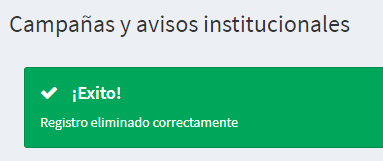 Campañas y avisos institucionales
¡Exito!
Registro eliminado correctamente